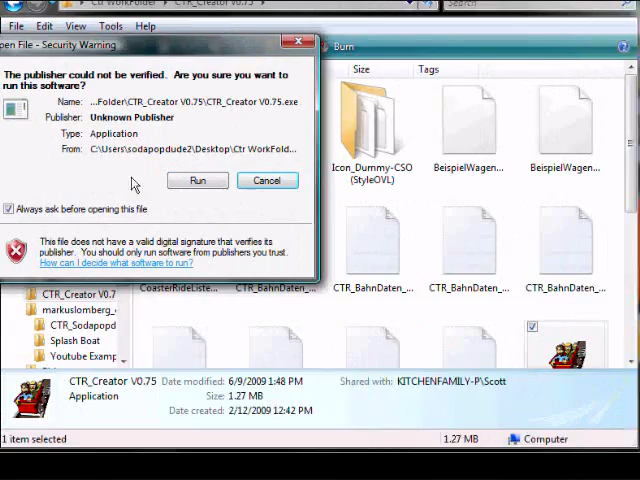 Ctr WorkFolder ▸ CTR_Creator V0.75 ▸
Search
File Edit View Tools Help
pen File - Security Warning
Burn
The publisher could not be verified. Are you sure you want to
run this software?
Name: ...Folder\CTR_Creator V0.75\CTR_Creator V0.75.exe
Publisher: Unknown Publisher
Type: Application
From: C:\Users\sodapopdude2\Desktop\Ctr WorkFold...
Run Cancel
Always ask before opening this file
This file does not have a valid digital signature that verifies its
publisher. You should only run software from publishers you trust.
How can I decide what software to run?
Size Tags
Icon_Dummy-CSO
(StyleOVL)
BeispielWagen...
BeispielWagen...
CoasterRideListe...
CTR_BahnDaten_...
CTR_BahnDaten_...
CTR_BahnDaten_...
CTR_Creator V0.7
markuslomberg_
CTR_Sodapopd
Splash Boat
Youtube Examp
CTR_Creator V0.75 Date modified: 6/9/2009 1:48 PM Shared with: KITCHENFAMILY-P\Scott
Application Size: 1.27 MB
Date created: 2/12/2009 12:42 PM
1 item selected 1.27 MB Computer